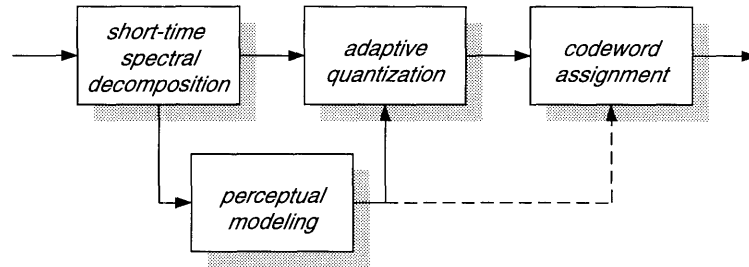 short-time
spectral
decomposition
adaptive
quantization
codeword
assignment
perceptual
modeling